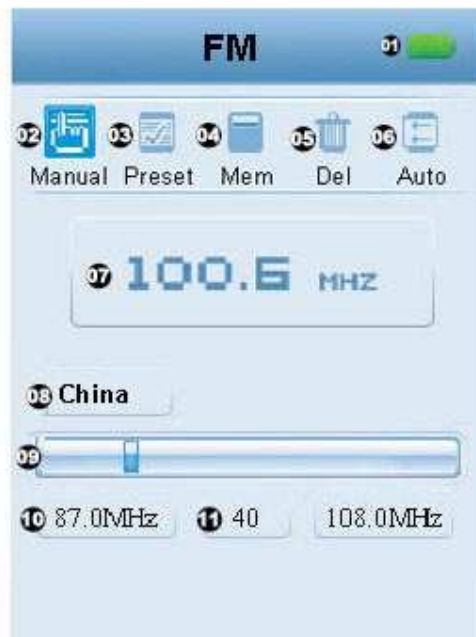 FM 01
02 03 04 05 06
Manual Preset Mem Del Auto
07 100.6 MHZ
08 China
09
10 87.0MHz 11 40 108.0MHz